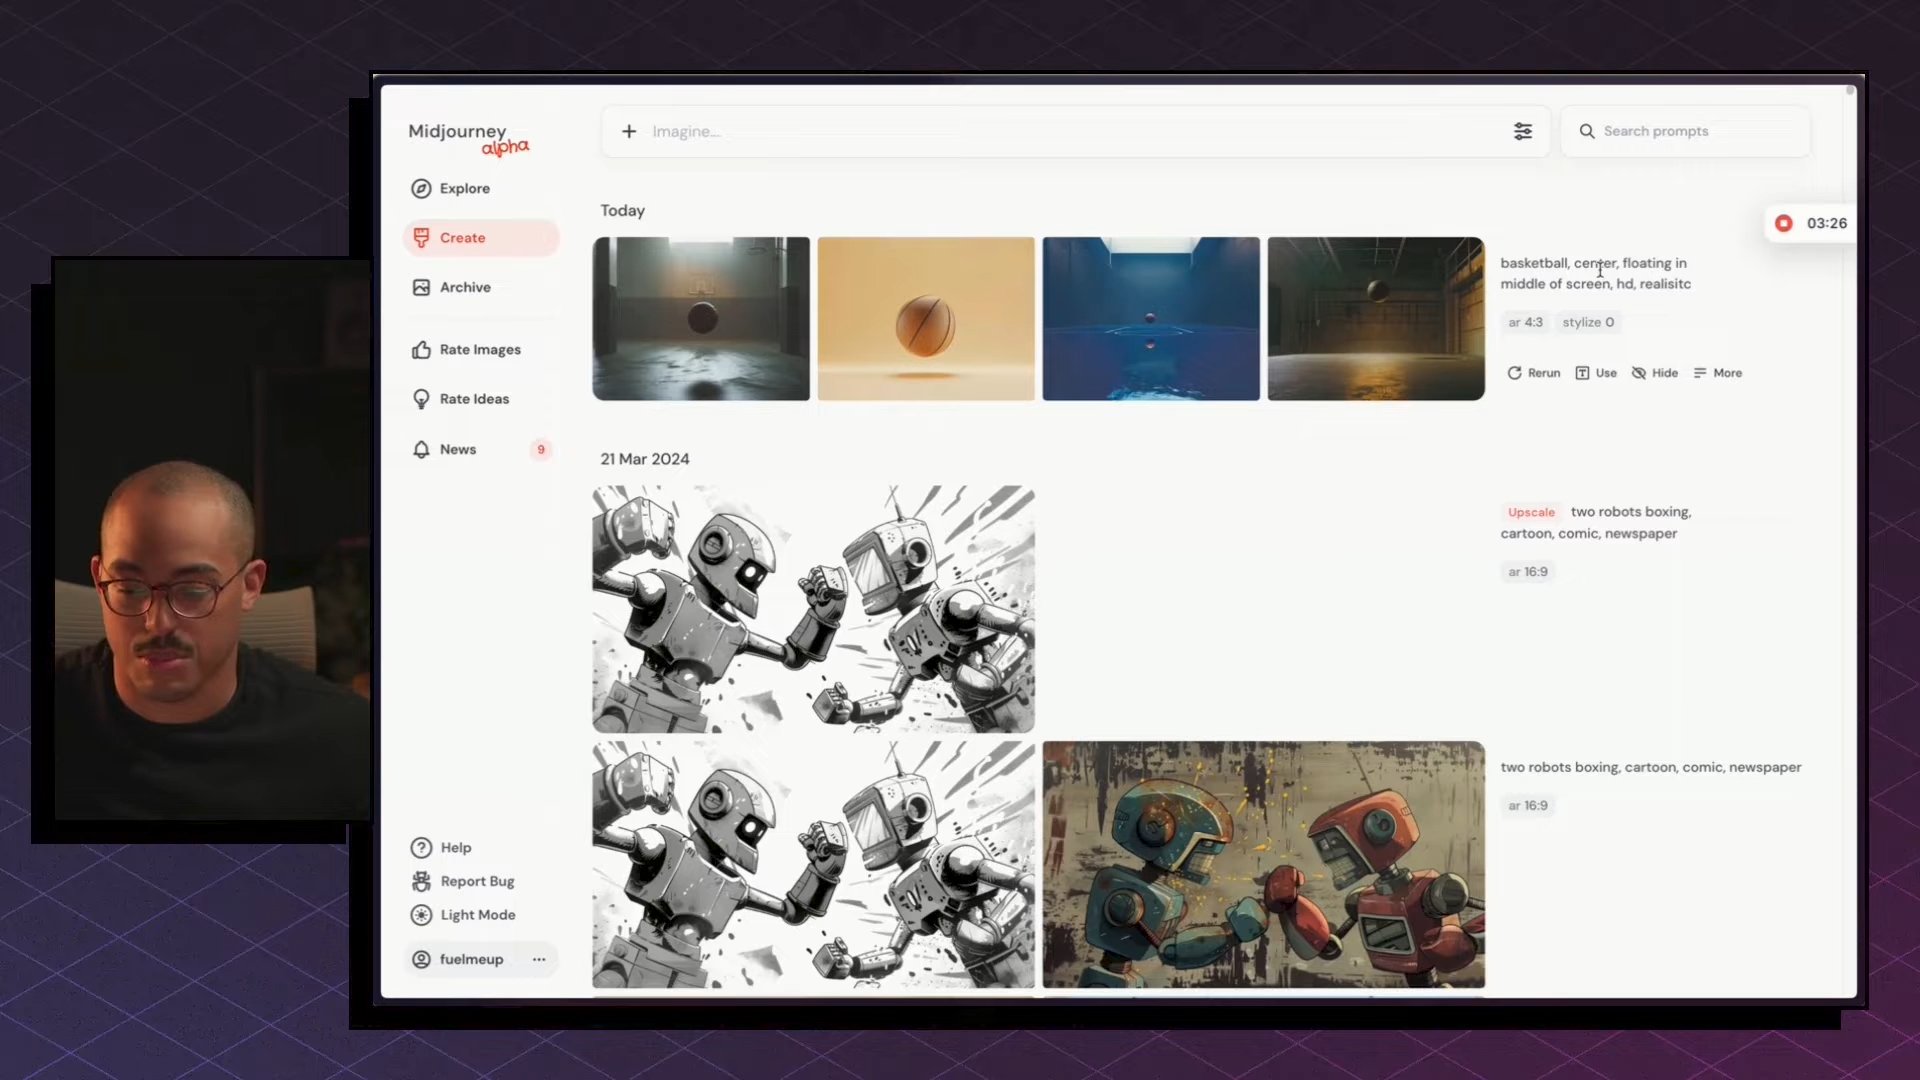 Midjourney
alpha
Explore
Create
Archive
Rate Images
Rate Ideas
News 9
Help
Report Bug
Light Mode
fuelmeup
Imagine...
Search prompts
Today
03:26
basketball, center, floating in
middle of screen, hd, realisitc
ar 4:3 stylize 0
Rerun Use Hide More
21 Mar 2024
Upscale two robots boxing,
cartoon, comic, newspaper
ar 16:9
two robots boxing, cartoon, comic, newspaper
ar 16:9